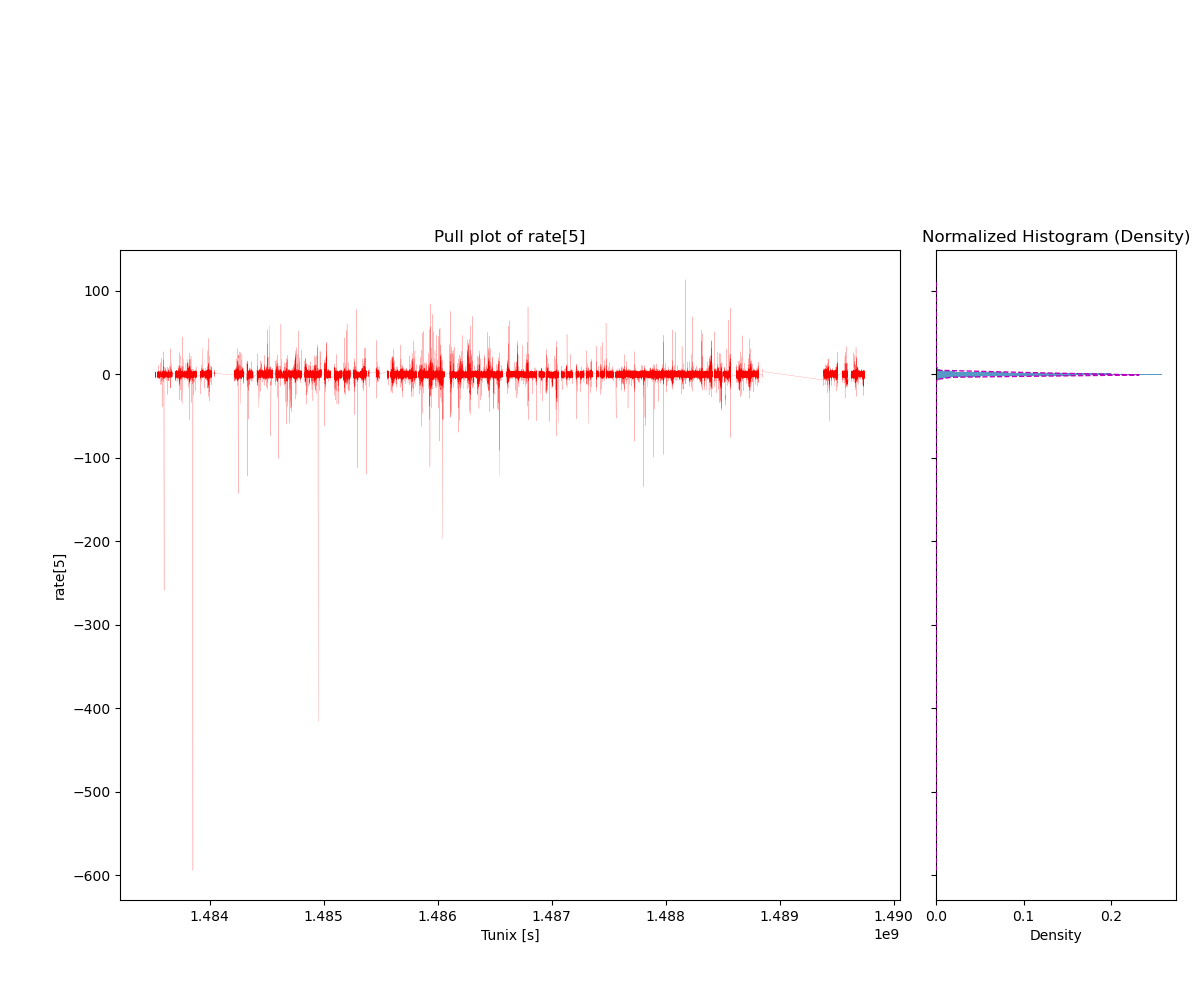 Pull plot of rate[5]
Normalized Histogram (Density)
100
0
−100
−200
−300
−400
−500
−600
rate[5]
1.484 1.485 1.486 1.487 1.488 1.489 1.490
1e9
Tunix [s]
0.0 0.1 0.2
Density